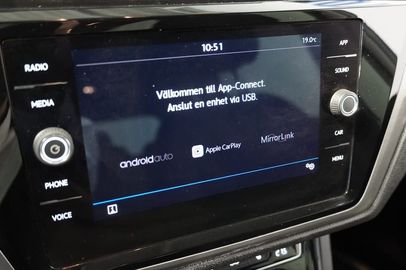 10:51
19.0°C
RADIO
MEDIA
PHONE
VOICE
Välkommen till App-Connect.
Anslut en enhet via USB.
androidauto
Apple CarPlay
MirrorLink
APP
SOUND
CAR
MENU